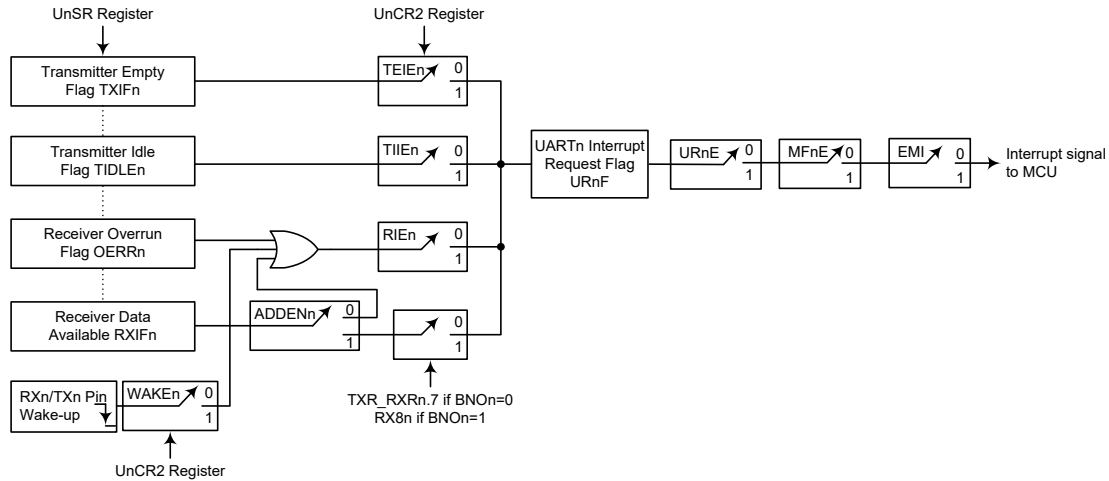 UnSR Register
UnCR2 Register
Transmitter Empty
Flag TXIFn
TEIEn
0
1
Transmitter Idle
Flag TIDLEn
TIIEn
0
1
UARTn Interrupt
Request Flag
URnF
URnE
0
1
MFnE
0
1
EMI
0
1
Interrupt signal
to MCU
Receiver Overrun
Flag OERRn
RIEn
0
1
Receiver Data
Available RXIFn
ADDENn
0
1
0
1
RXn/TXn Pin
Wake-up
WAKEn
0
1
TXR_RXRn.7 if BNOn=0
RX8n if BNOn=1
UnCR2 Register